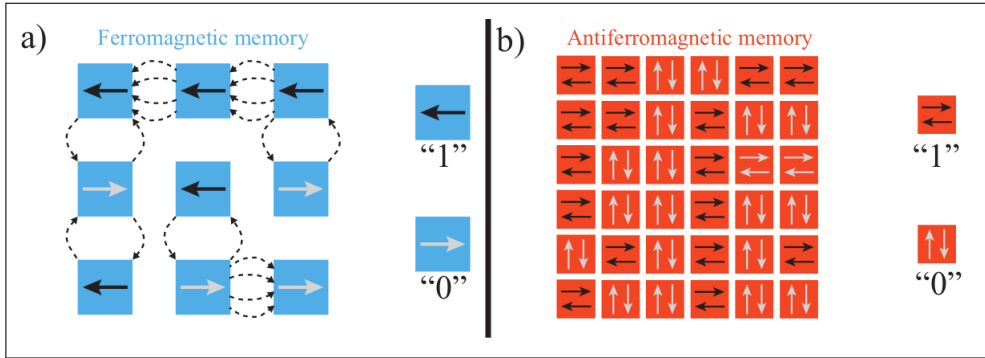 a)
Ferromagnetic memory
“1”
“0”
b)
Antiferromagnetic memory
“1”
“0”